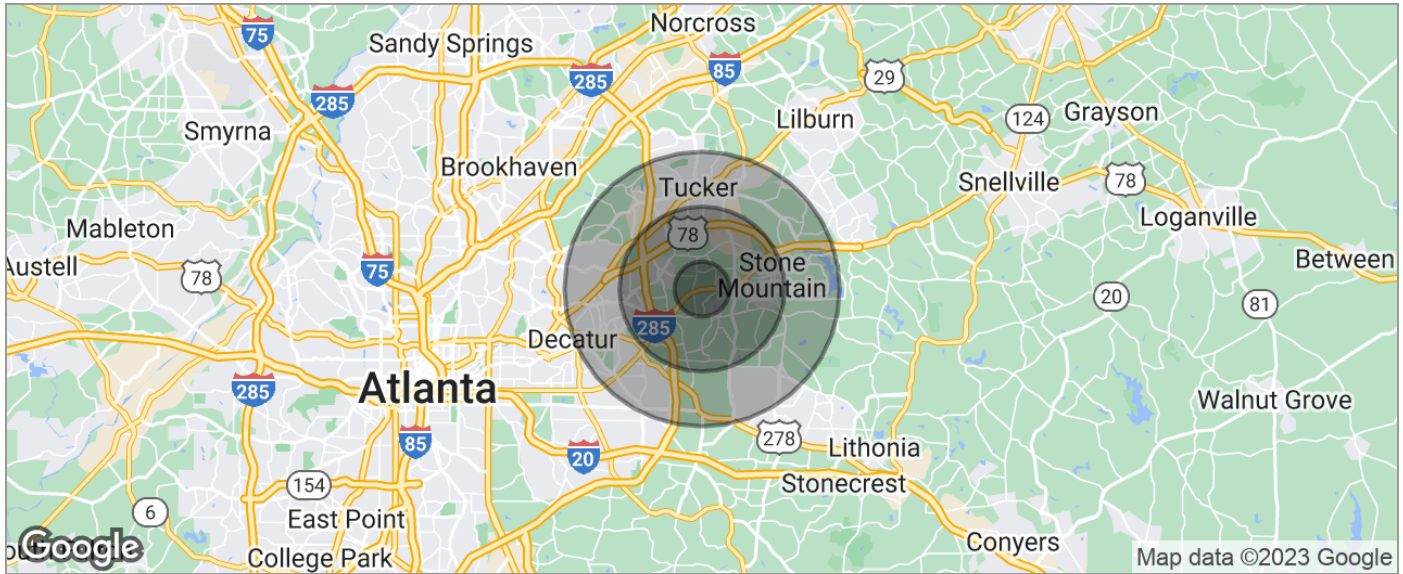 Norcross
75
Sandy Springs
285
85
29
285
Smyrna
Lilburn
124
Grayson
Brookhaven
Tucker
Snellville
78
Mableton
78
Loganville
Austell
78
75
Stone
Mountain
Between
20
81
285
Decatur
Atlanta
285
Walnut Grove
85
278
20
Lithonia
154
Stonecrest
6
East Point
Conyers
Google
College Park
Map data ©2023 Google